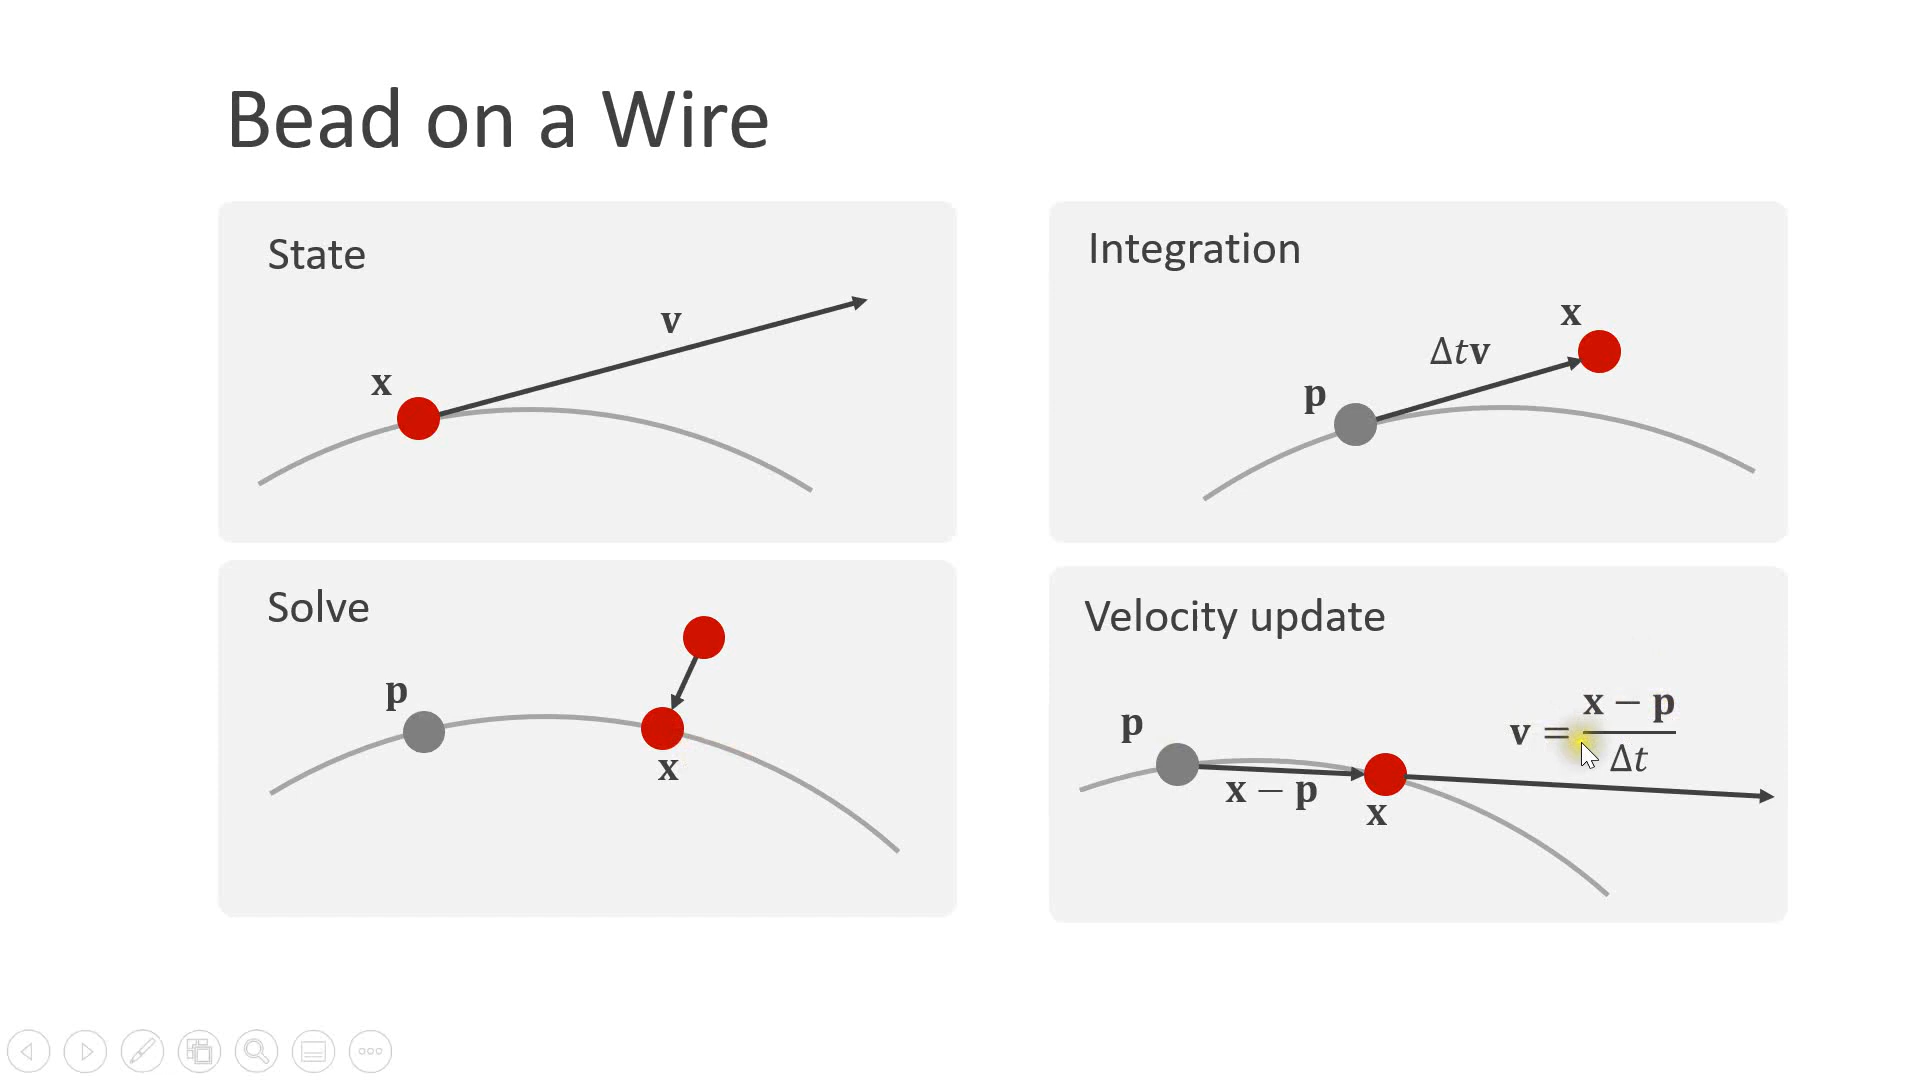 Bead on a Wire
State
v
x
Integration
x
Δtv
p
Solve
p
x
Velocity update
p
x − p
x
v = x − p
Δt